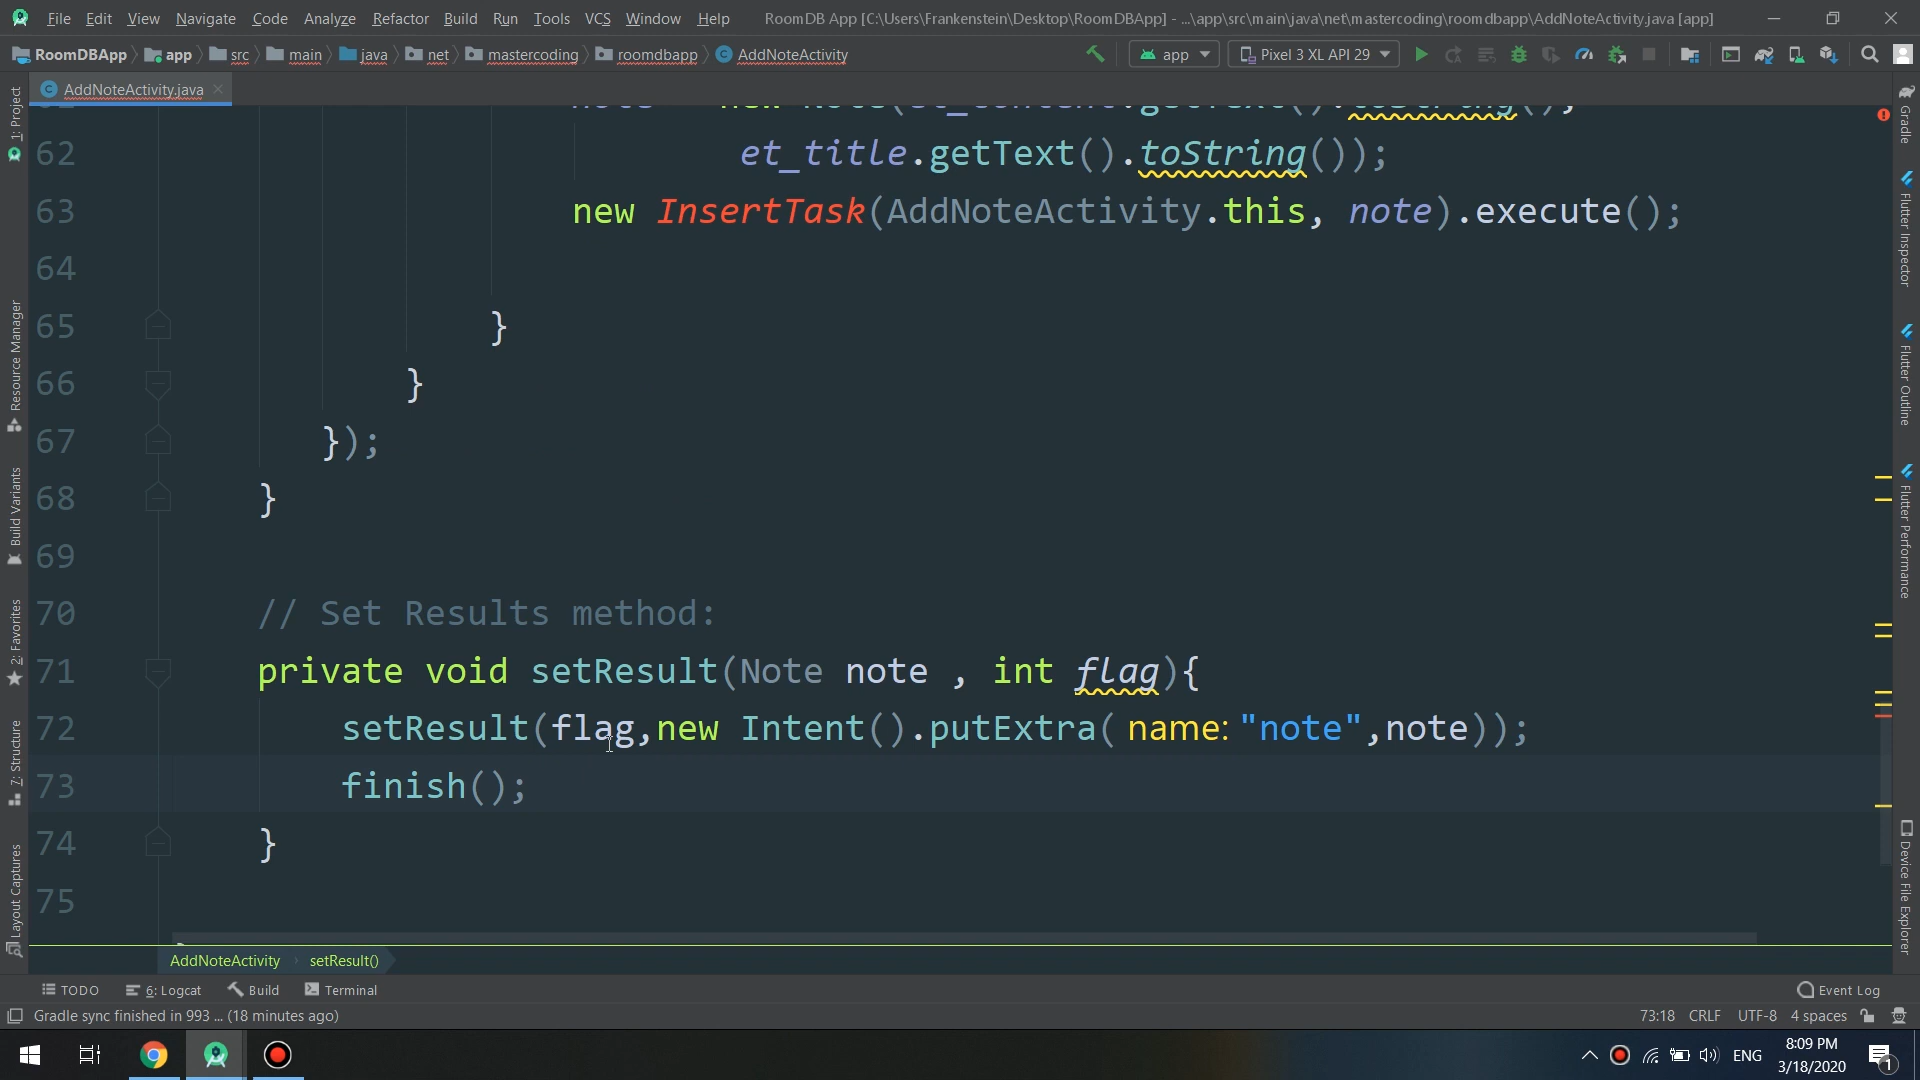 File Edit View Navigate Code Analyze Refactor Build Run Tools VCS Window Help RoomDB App [C:\Users\Frankenstein\Desktop\RoomDBApp] - ...\app\src\main\java\net\mastercoding\roomdbapp\AddNoteActivity.java [app]
RoomDBApp app src main java net mastercoding roomdbapp AddNoteActivity app Pixel 3 XL API 29
AddNoteActivity.java
1: Project
Resource Manager
Build Variants
2: Favorites
7: Structure
Layout Captures
62 et_title.getText().toString());
63 new InsertTask(AddNoteActivity.this, note).execute();
64
65 }
66 }
67 });
68 }
69
70 // Set Results method:
71 private void setResult(Note note , int flag){
72 setResult(flag,new Intent().putExtra( name: "note",note));
73 finish();
74 }
75
Gradle
Flutter Inspector
Flutter Outline
Flutter Performance
Device File Explorer
AddNoteActivity setResult()
TODO 6: Logcat Build Terminal Event Log
Gradle sync finished in 993 ... (18 minutes ago) 73:18 CRLF UTF-8 4 spaces
ENG 8:09 PM
3/18/2020
1